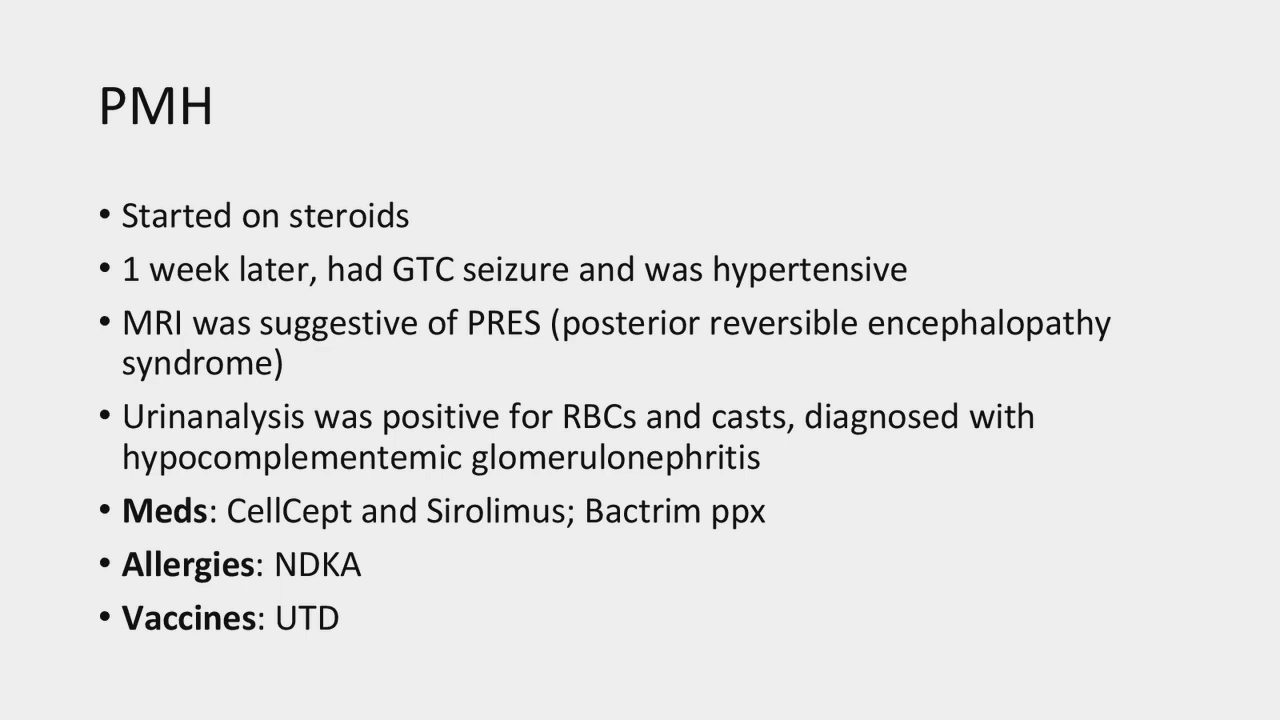 PMH
• Started on steroids
• 1 week later, had GTC seizure and was hypertensive
• MRI was suggestive of PRES (posterior reversible encephalopathy
syndrome)
• Urinanalysis was positive for RBCs and casts, diagnosed with
hypocomplementemic glomerulonephritis
• Meds: CellCept and Sirolimus; Bactrim ppx
• Allergies: NDKA
• Vaccines: UTD